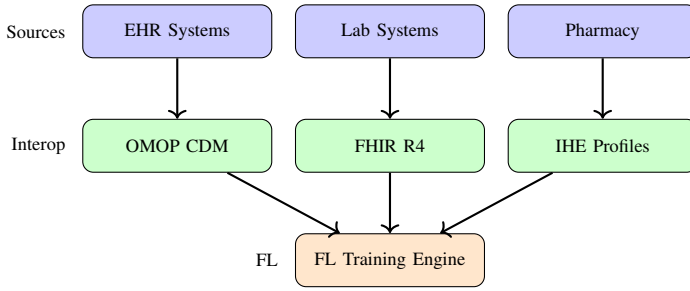 Sources
EHR Systems
Lab Systems
Pharmacy
Interop
OMOP CDM
FHIR R4
IHE Profiles
FL
FL Training Engine